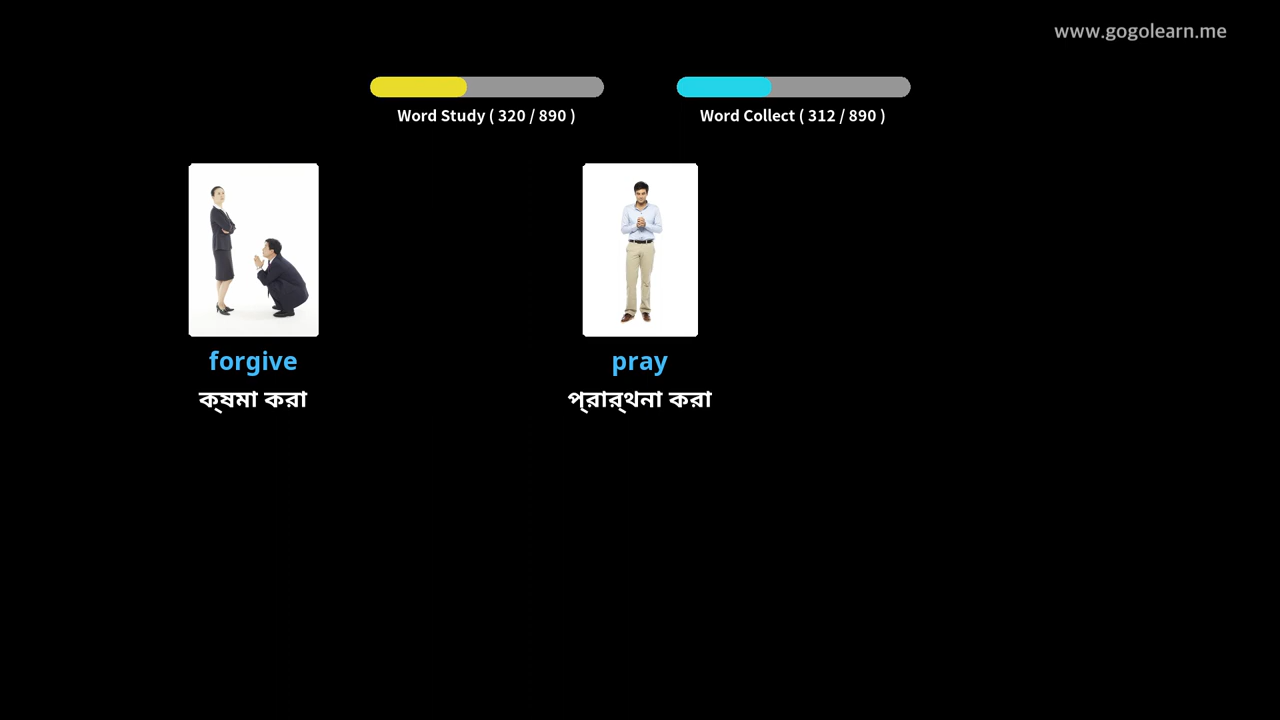 www.gogolearn.me
Word Study ( 320 / 890 )
Word Collect ( 312 / 890 )
forgive
pray
ক্ষমা করা
প্রার্থনা করা